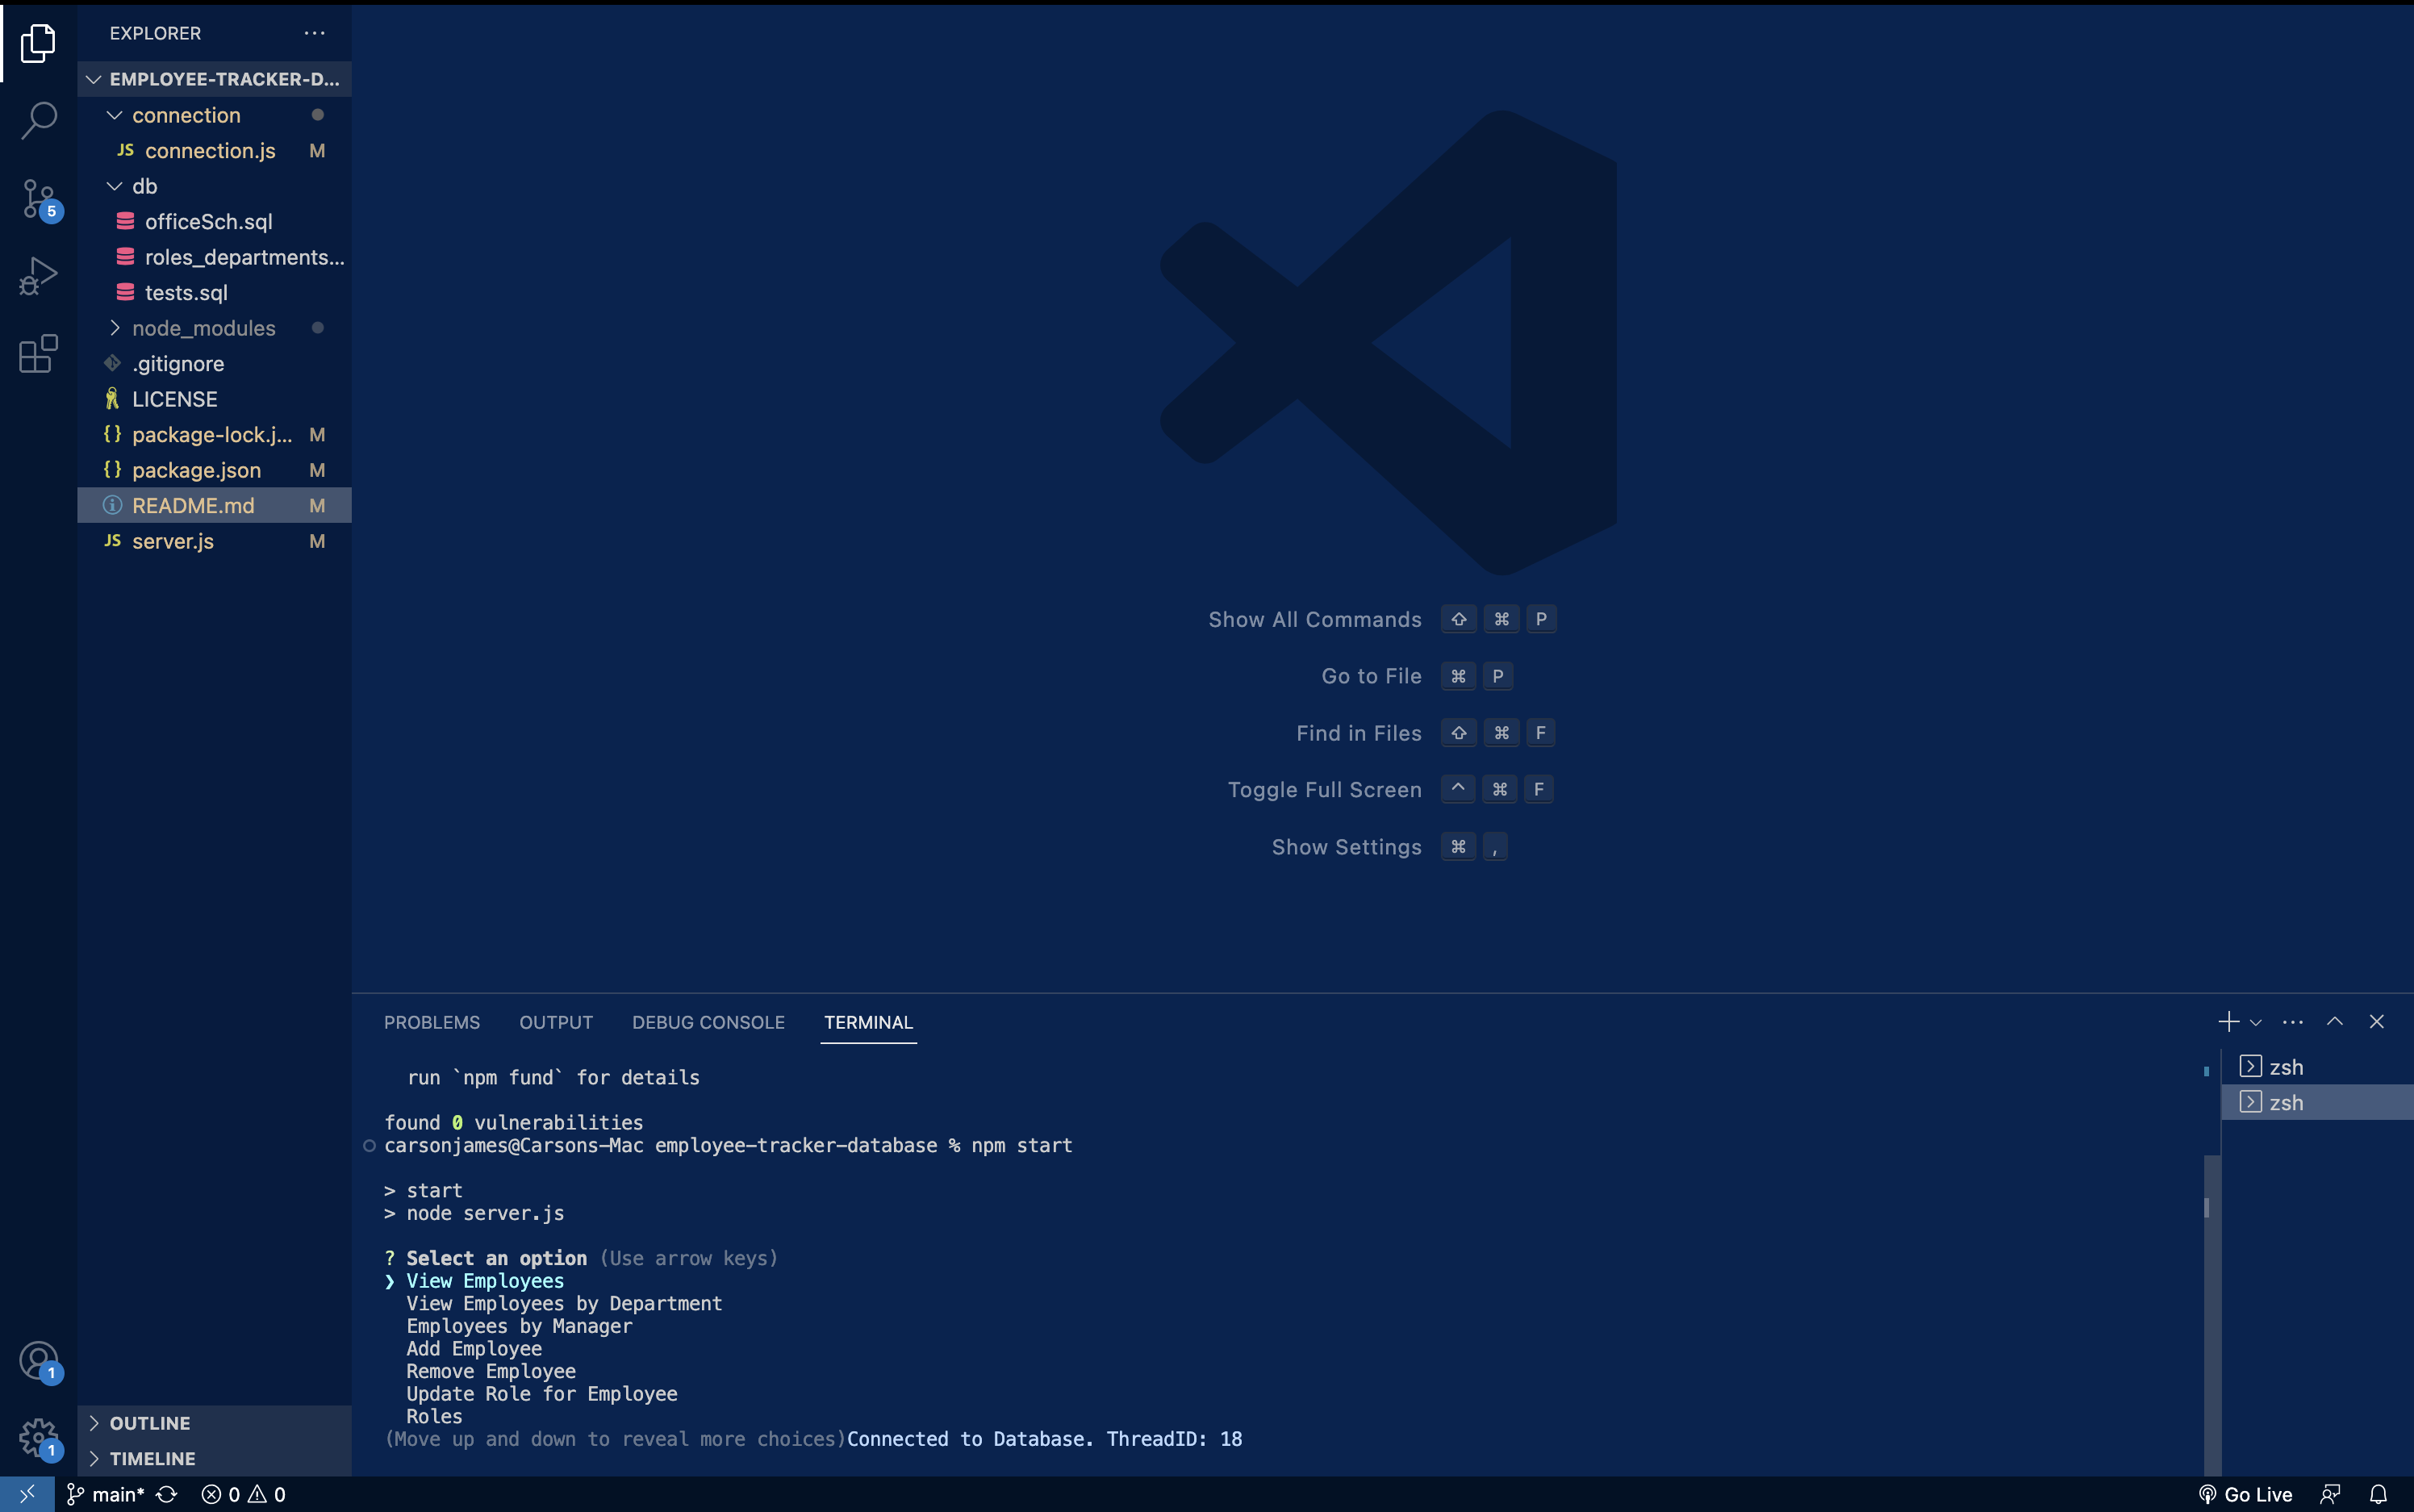 EXPLORER
EMPLOYEE-TRACKER-D...
connection
JS connection.js M
db
officeSch.sql
roles_departments...
tests.sql
node_modules
.gitignore
LICENSE
{} package-lock.j... M
{} package.json M
README.md M
JS server.js M
5
1
1
OUTLINE
TIMELINE
Show All Commands ⇧ ⌘ P
Go to File ⌘ P
Find in Files ⇧ ⌘ F
Toggle Full Screen ^ ⌘ F
Show Settings ⌘ ,
PROBLEMS OUTPUT DEBUG CONSOLE TERMINAL
run `npm fund` for details
found 0 vulnerabilities
carsonjames@Carsons-Mac employee-tracker-database % npm start
> start
> node server.js
? Select an option (Use arrow keys)
❯ View Employees
View Employees by Department
Employees by Manager
Add Employee
Remove Employee
Update Role for Employee
Roles
(Move up and down to reveal more choices)Connected to Database. ThreadID: 18
zsh
zsh
main* 0 0
Go Live